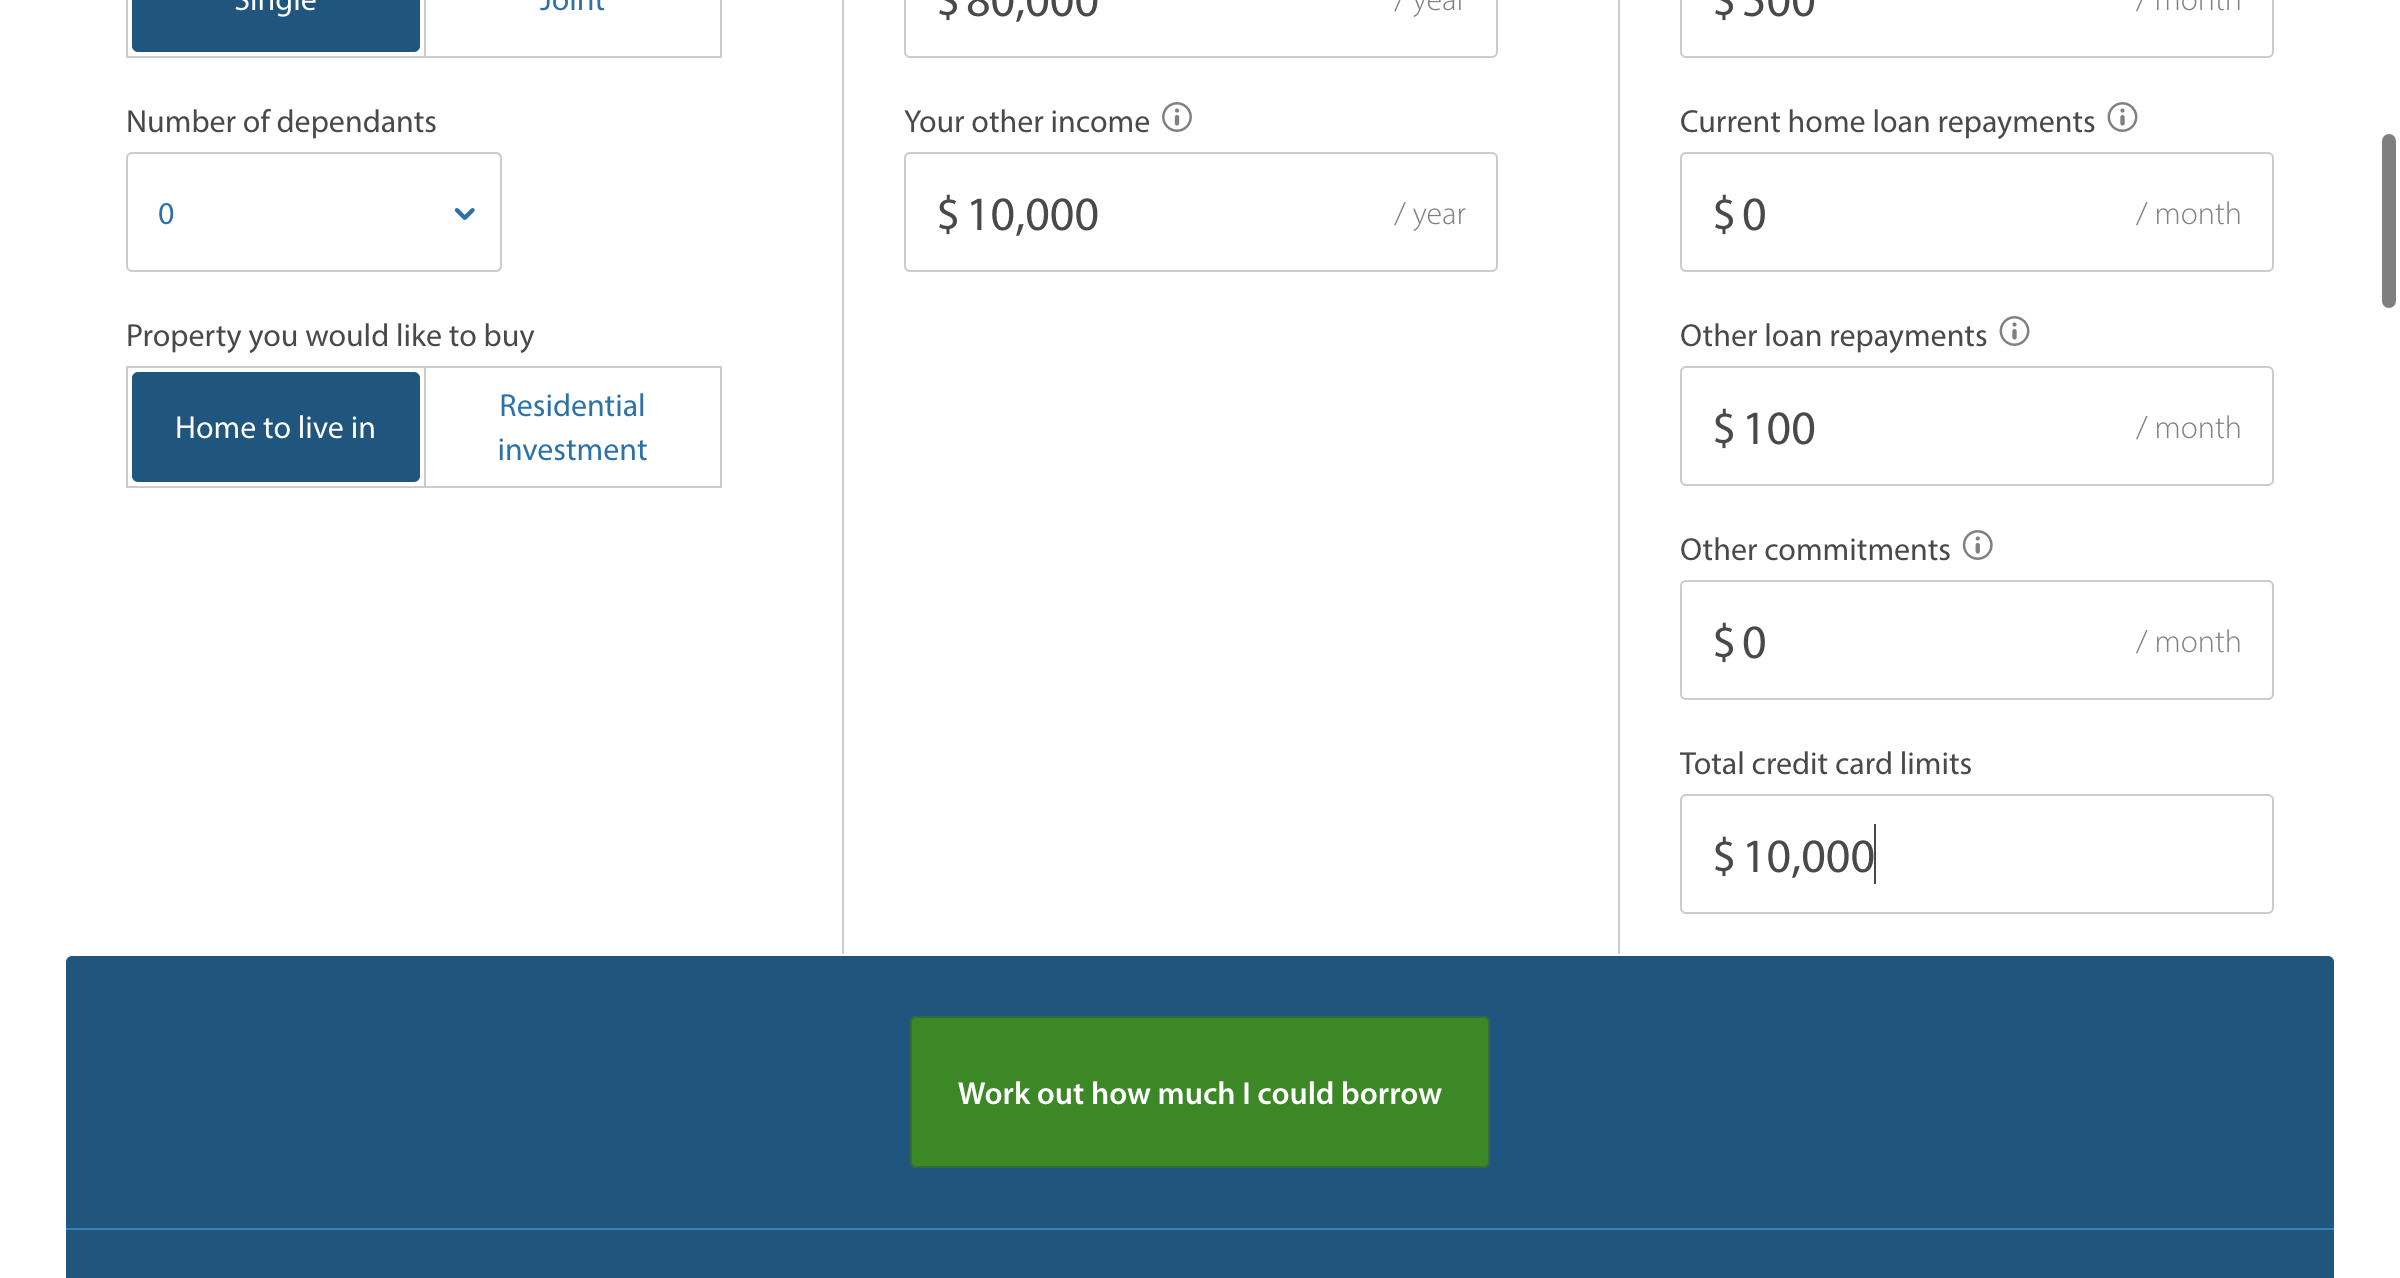 Single
Joint
$ 80,000
/ year
$ 500
/ month
Number of dependants
0
Your other income
$ 10,000
/ year
Current home loan repayments
$ 0
/ month
Property you would like to buy
Home to live in
Residential
investment
Other loan repayments
$ 100
/ month
Other commitments
$ 0
/ month
Total credit card limits
$ 10,000
Work out how much I could borrow